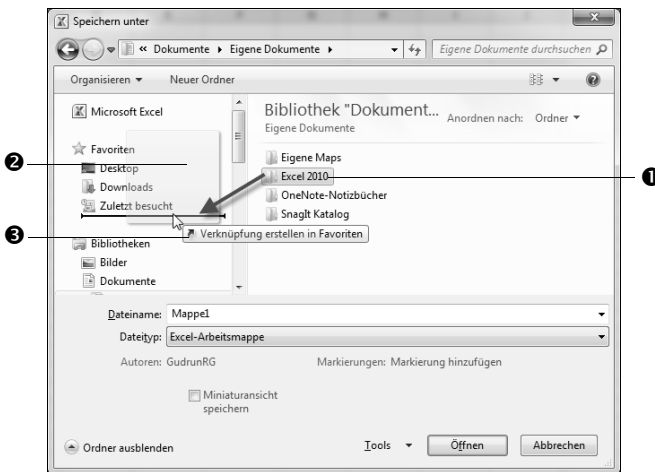 Speichern unter
x
« Dokumente ▸ Eigene Dokumente ▸ Eigene Dokumente durchsuchen
Organisieren ▾ Neuer Ordner
Microsoft Excel
Favoriten
Desktop
Downloads
Zuletzt besucht
Bibliotheken
Bilder
Dokumente
Bibliothek "Dokument...
Eigene Dokumente
Anordnen nach: Ordner ▾
Eigene Maps
Excel 2010
OneNote-Notizbücher
SnagIt Katalog
Verknüpfung erstellen in Favoriten
❶
❷
❸
Dateiname: Mappe1
Dateityp: Excel-Arbeitsmappe
Autoren: GudrunRG Markierungen: Markierung hinzufügen
Miniaturansicht
speichern
Ordner ausblenden Tools ▾ Öffnen Abbrechen